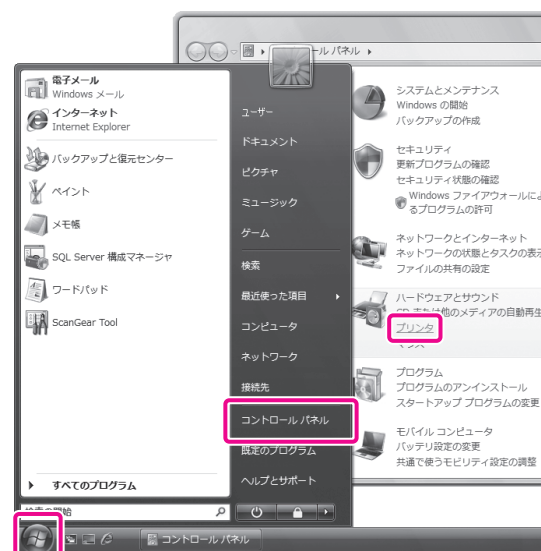 ール パネル
電子メール
Windows メール
インターネット
Internet Explorer
バックアップと復元センター
ペイント
メモ帳
SQL Server 構成マネージャ
ワードパッド
ScanGear Tool
すべてのプログラム
検索の開始
ユーザー
ドキュメント
ピクチャ
ミュージック
ゲーム
検索
最近使った項目
コンピュータ
ネットワーク
接続先
コントロール パネル
既定のプログラム
ヘルプとサポート
システムとメンテナンス
Windows の開始
バックアップの作成
セキュリティ
更新プログラムの確認
セキュリティ状態の確認
Windows ファイアウォールによ
るプログラムの許可
ネットワークとインターネット
ネットワークの状態とタスクの表示
ファイルの共有の設定
ハードウェアとサウンド
CD または他のメディアの自動再生
プリンタ
マウス
プログラム
プログラムのアンインストール
スタートアップ プログラムの変更
モバイル コンピュータ
バッテリ設定の変更
共通で使うモビリティ設定の調整
コントロール パネル